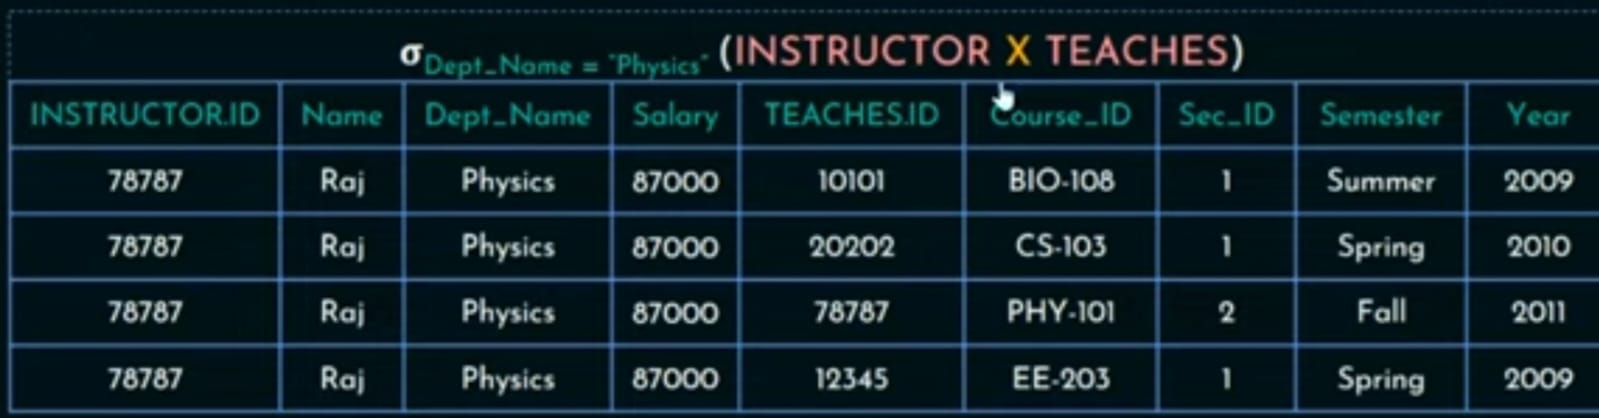 σ Dept_Name = "Physics" (INSTRUCTOR X TEACHES)
INSTRUCTOR.ID Name Dept_Name Salary TEACHES.ID Course_ID Sec_ID Semester Year
78787 Raj Physics 87000 10101 BIO-108 1 Summer 2009
78787 Raj Physics 87000 20202 CS-103 1 Spring 2010
78787 Raj Physics 87000 78787 PHY-101 2 Fall 2011
78787 Raj Physics 87000 12345 EE-203 1 Spring 2009